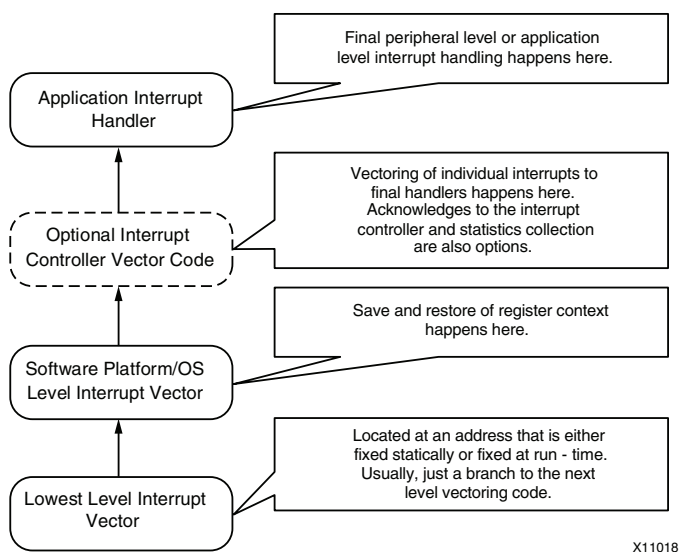 Final peripheral level or application
level interrupt handling happens here.
Application Interrupt
Handler
Vectoring of individual interrupts to
final handlers happens here.
Acknowledges to the interrupt
controller and statistics collection
are also options.
Optional Interrupt
Controller Vector Code
Save and restore of register context
happens here.
Software Platform/OS
Level Interrupt Vector
Located at an address that is either
fixed statically or fixed at run - time.
Usually, just a branch to the next
level vectoring code.
Lowest Level Interrupt
Vector
X11018